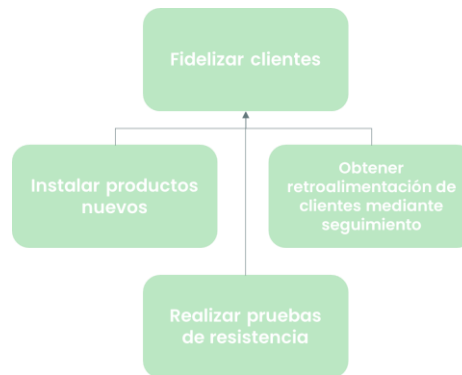 Fidelizar clientes
Instalar productos
nuevos
Obtener
retroalimentación de
clientes mediante
seguimiento
Realizar pruebas
de resistencia